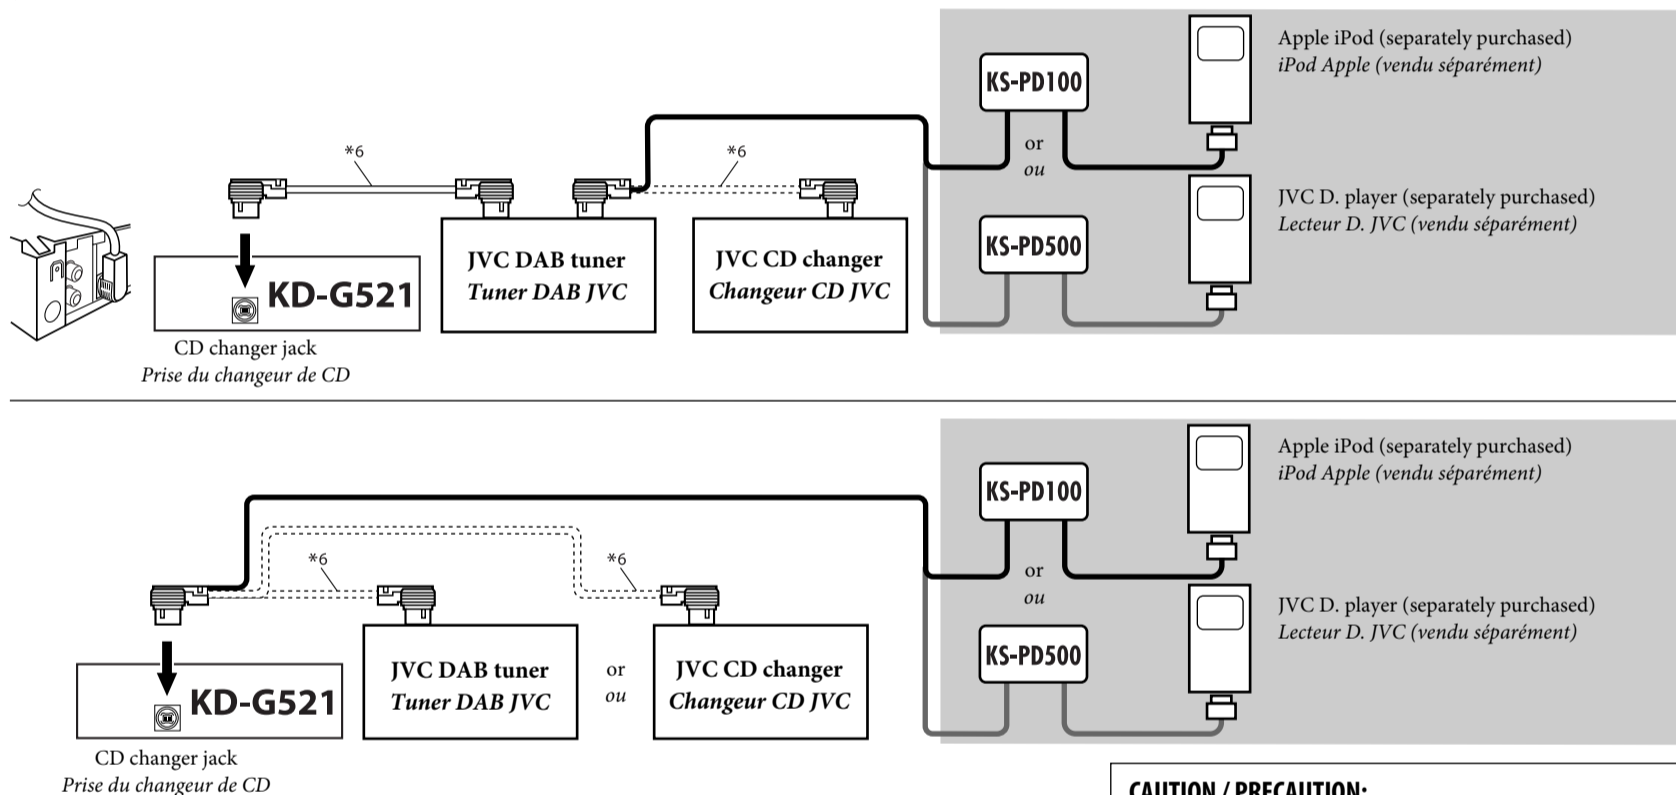 Apple iPod (separately purchased)
iPod Apple (vendu séparément)
KS-PD100
or
ou
*6
*6
JVC D. player (separately purchased)
Lecteur D. JVC (vendu séparément)
KS-PD500
JVC DAB tuner
Tuner DAB JVC
JVC CD changer
Changeur CD JVC
KD-G521
CD changer jack
Prise du changeur de CD
Apple iPod (separately purchased)
iPod Apple (vendu séparément)
KS-PD100
or
ou
*6
*6
JVC D. player (separately purchased)
Lecteur D. JVC (vendu séparément)
KS-PD500
JVC DAB tuner
Tuner DAB JVC
or
ou
JVC CD changer
Changeur CD JVC
KD-G521
CD changer jack
Prise du changeur de CD
CAUTION / PRECAUTION: